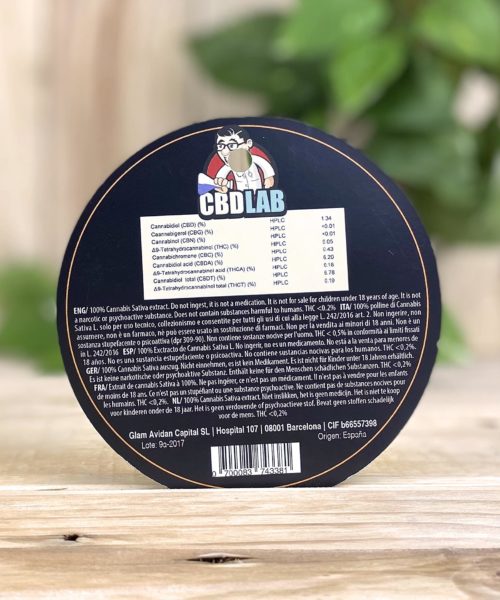 CBDLAB
Cannabidiol (CBD) (%) HPLC 1.34
Cannabigerol (CBG) (%) HPLC <0.01
Cannabinol (CBN) (%) HPLC <0.01
Δ9-Tetrahydrocannabinol (THC) (%) HPLC 0.05
Cannabichromene (CBC) (%) HPLC 0.43
Cannabidiol acid (CBDA) (%) HPLC 6.20
Δ9-Tetrahydrocannabinol acid (THCA) (%) HPLC 0.16
Cannabidiol total (CBDT) (%) HPLC 6.78
Δ9-Tetrahydrocannabinol total (THCT) (%) HPLC 0.19
ENG/ 100% Cannabis Sativa extract. Do not ingest, it is not a medication. It is not for sale for children under 18 years of age. It is not
a narcotic or psychoactive substance. Does not contain substances harmful to humans. THC <0,2% ITA/ 100% polline di Cannabis
Sativa L. solo per uso tecnico, collezionismo e consentito per tutti gli usi di cui alla legge L.242/2016 art. 2. Non ingerire, non
assumere, non è un farmaco, né può essere usato in sostituzione di farmaci. Non per la vendita ai minori di 18 anni. Non è un
sostanza stupefacente o psicoattiva (dpr 309-90). Non contiene sostanze nocive per l'uomo. THC < 0,5% in conformità ai limiti fissati
in L. 242/2016 ESP/ 100% Exctracto de Cannabis Sativa L. No ingerir, no es un medicamento. No está a la venta para menores de
18 años. No es una sustancia estupefaciente o psicoactiva. No contiene sustancias nocivas para los humanos. THC <0,2%.
GER/ 100% Cannabis Sativa auszug. Nicht einnehmen, es ist kein Medikament. Es ist nicht für Kinder unter 18 Jahren erhältlich.
Es ist keine narkotische oder psychoaktive Substanz. Enthält keine für den Menschen schädlichen Substanzen. THC <0,2%
FRA/ Extrait de Cannabis sativa à 100%. Ne pas ingérer, ce n'est pas un médicament. Il n'est pas à vendre pour les enfants
de moins de 18 ans. Ce n'est pas un stupéfiant ou une substance psychoactive. Ne contient pas de substances nocives pour
les humains. THC <0,2%. NL/ 100% Cannabis Sativa extract. Niet inslikken, het is geen medicijn. Het is niet te koop
voor kinderen onder de 18 jaar. Het is geen verdovende of psychoactieve stof. Bevat geen stoffen schadelijk
voor de mens. THC <0,2%
Glam Avidan Capital SL | Hospital 107 | 08001 Barcelona | CIF b66557398
Lote: 9a-2017 Origen: España
0 700083 743381